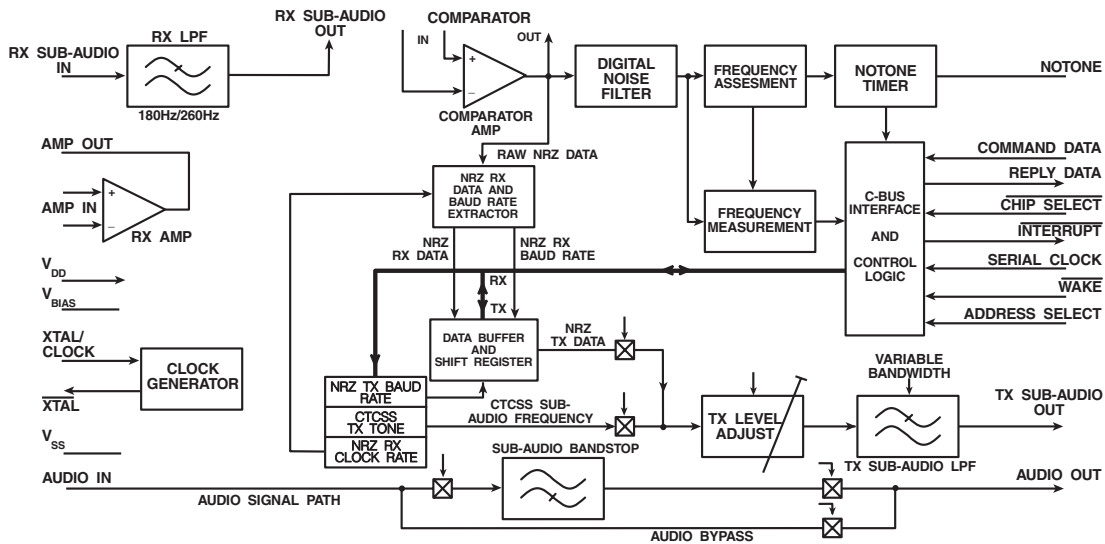 RX SUB-AUDIO
IN
RX LPF
180Hz/260Hz
RX SUB-AUDIO
OUT
COMPARATOR
IN
OUT
+
−
COMPARATOR
AMP
DIGITAL
NOISE
FILTER
FREQUENCY
ASSESMENT
NOTONE
TIMER
NOTONE
AMP OUT
+
AMP IN
−
RX AMP
RAW NRZ DATA
NRZ RX
DATA AND
BAUD RATE
EXTRACTOR
FREQUENCY
MEASUREMENT
C-BUS
INTERFACE
AND
CONTROL
LOGIC
COMMAND DATA
REPLY DATA
CHIP SELECT
INTERRUPT
SERIAL CLOCK
WAKE
ADDRESS SELECT
NRZ
RX DATA
NRZ RX
BAUD RATE
VDD
VBIAS
RX
TX
XTAL/
CLOCK
XTAL
CLOCK
GENERATOR
DATA BUFFER
AND
SHIFT REGISTER
NRZ
TX DATA
VARIABLE
BANDWIDTH
NRZ TX BAUD
RATE
CTCSS
TX TONE
NRZ RX
CLOCK RATE
CTCSS SUB-
AUDIO FREQUENCY
TX LEVEL
ADJUST
TX SUB-AUDIO
OUT
TX SUB-AUDIO LPF
VSS
SUB-AUDIO BANDSTOP
AUDIO IN
AUDIO SIGNAL PATH
AUDIO OUT
AUDIO BYPASS